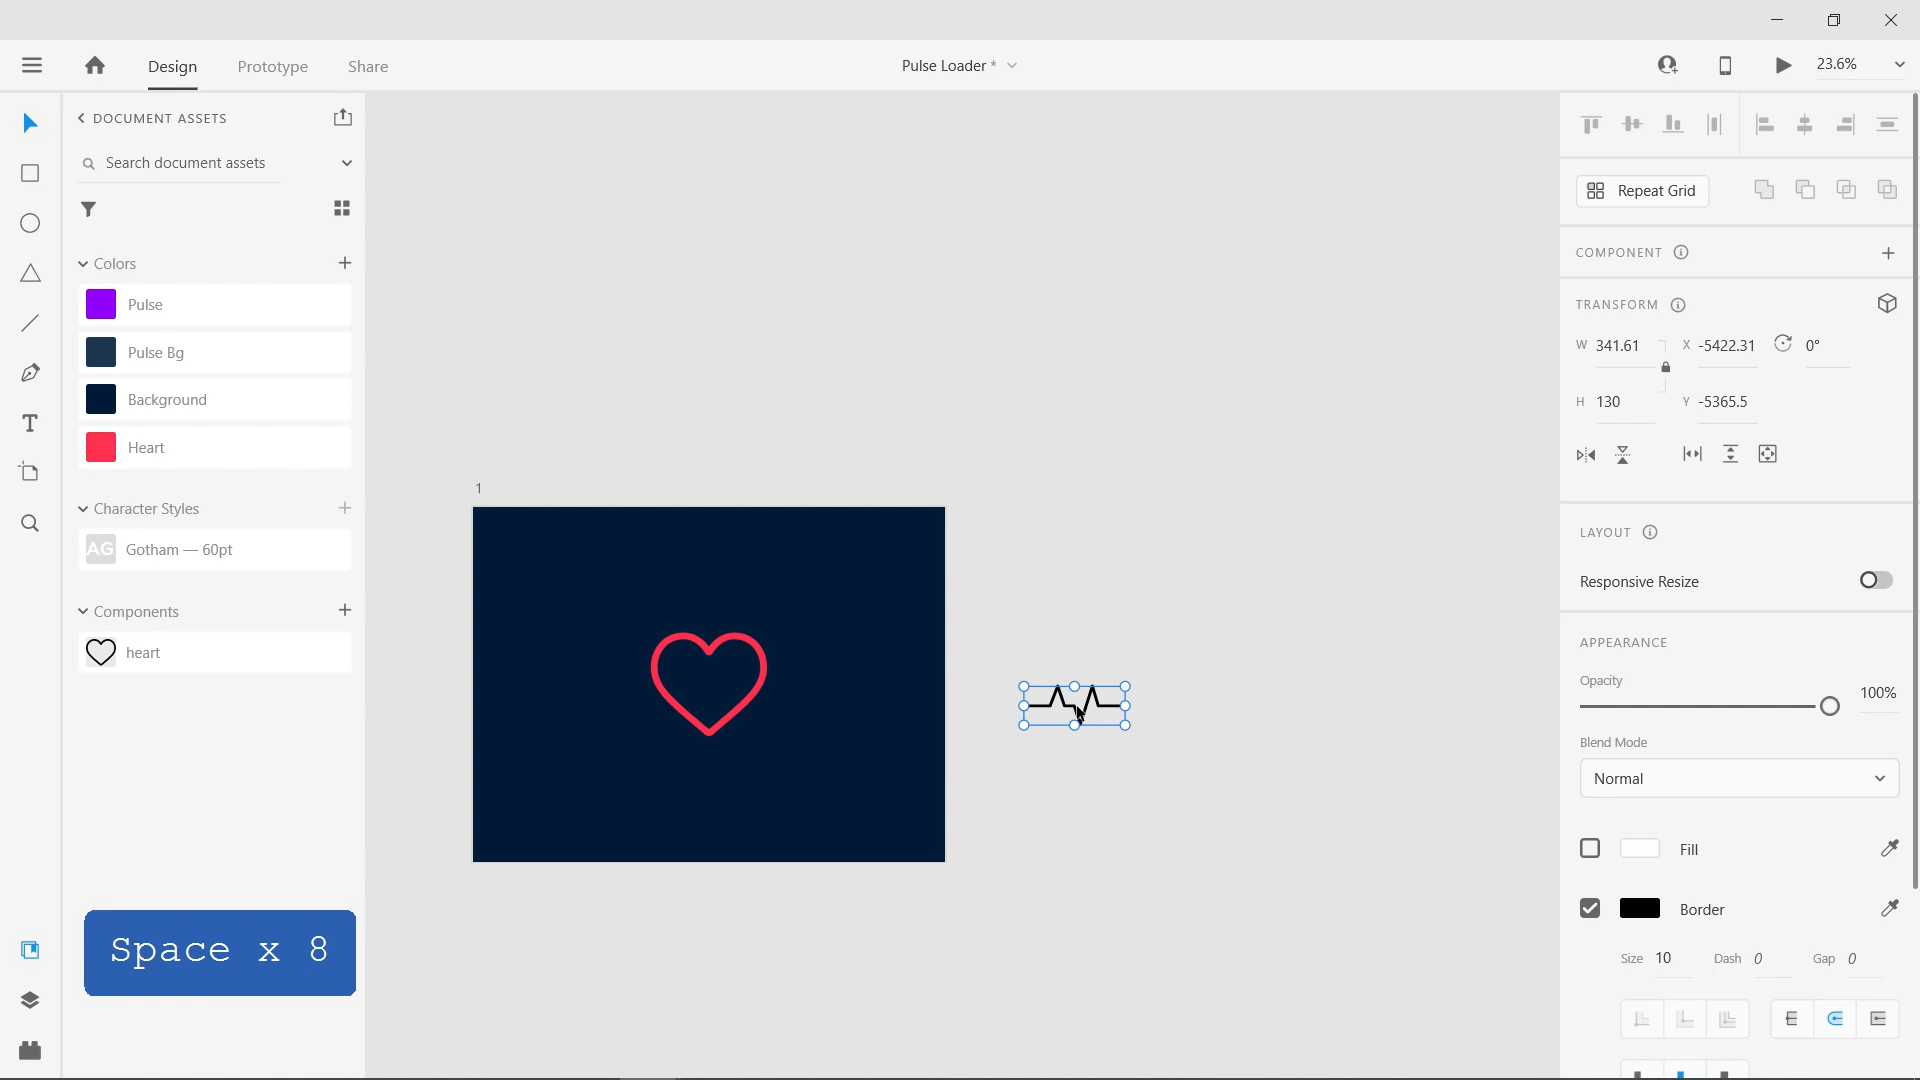 Design
Prototype
Share
Pulse Loader *
23.6%
DOCUMENT ASSETS
Search document assets
Colors
Pulse
Pulse Bg
Background
Heart
Character Styles
AG
Gotham — 60pt
Components
heart
Space x 8
1
Repeat Grid
COMPONENT
TRANSFORM
W 341.61 X -5422.31 0°
H 130 Y -5365.5
LAYOUT
Responsive Resize
APPEARANCE
Opacity
100%
Blend Mode
Normal
Fill
Border
Size 10 Dash 0 Gap 0